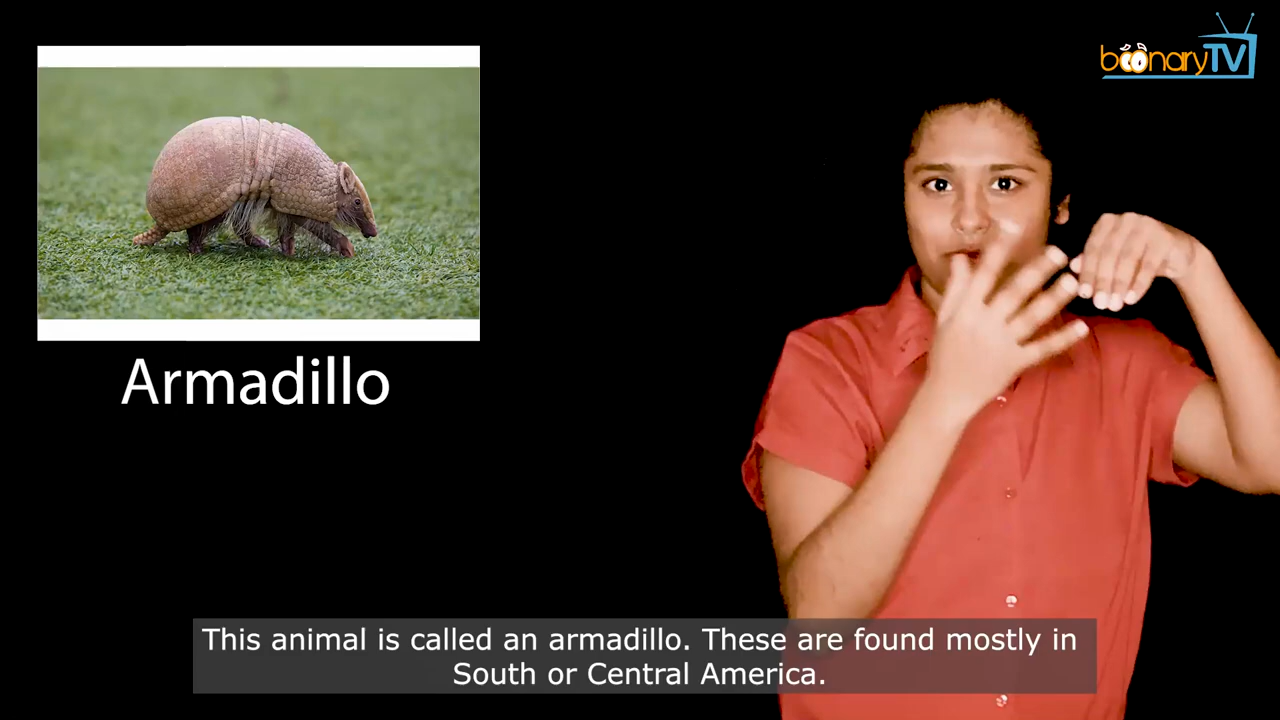 boonaryTV
Armadillo
This animal is called an armadillo. These are found mostly in
South or Central America.